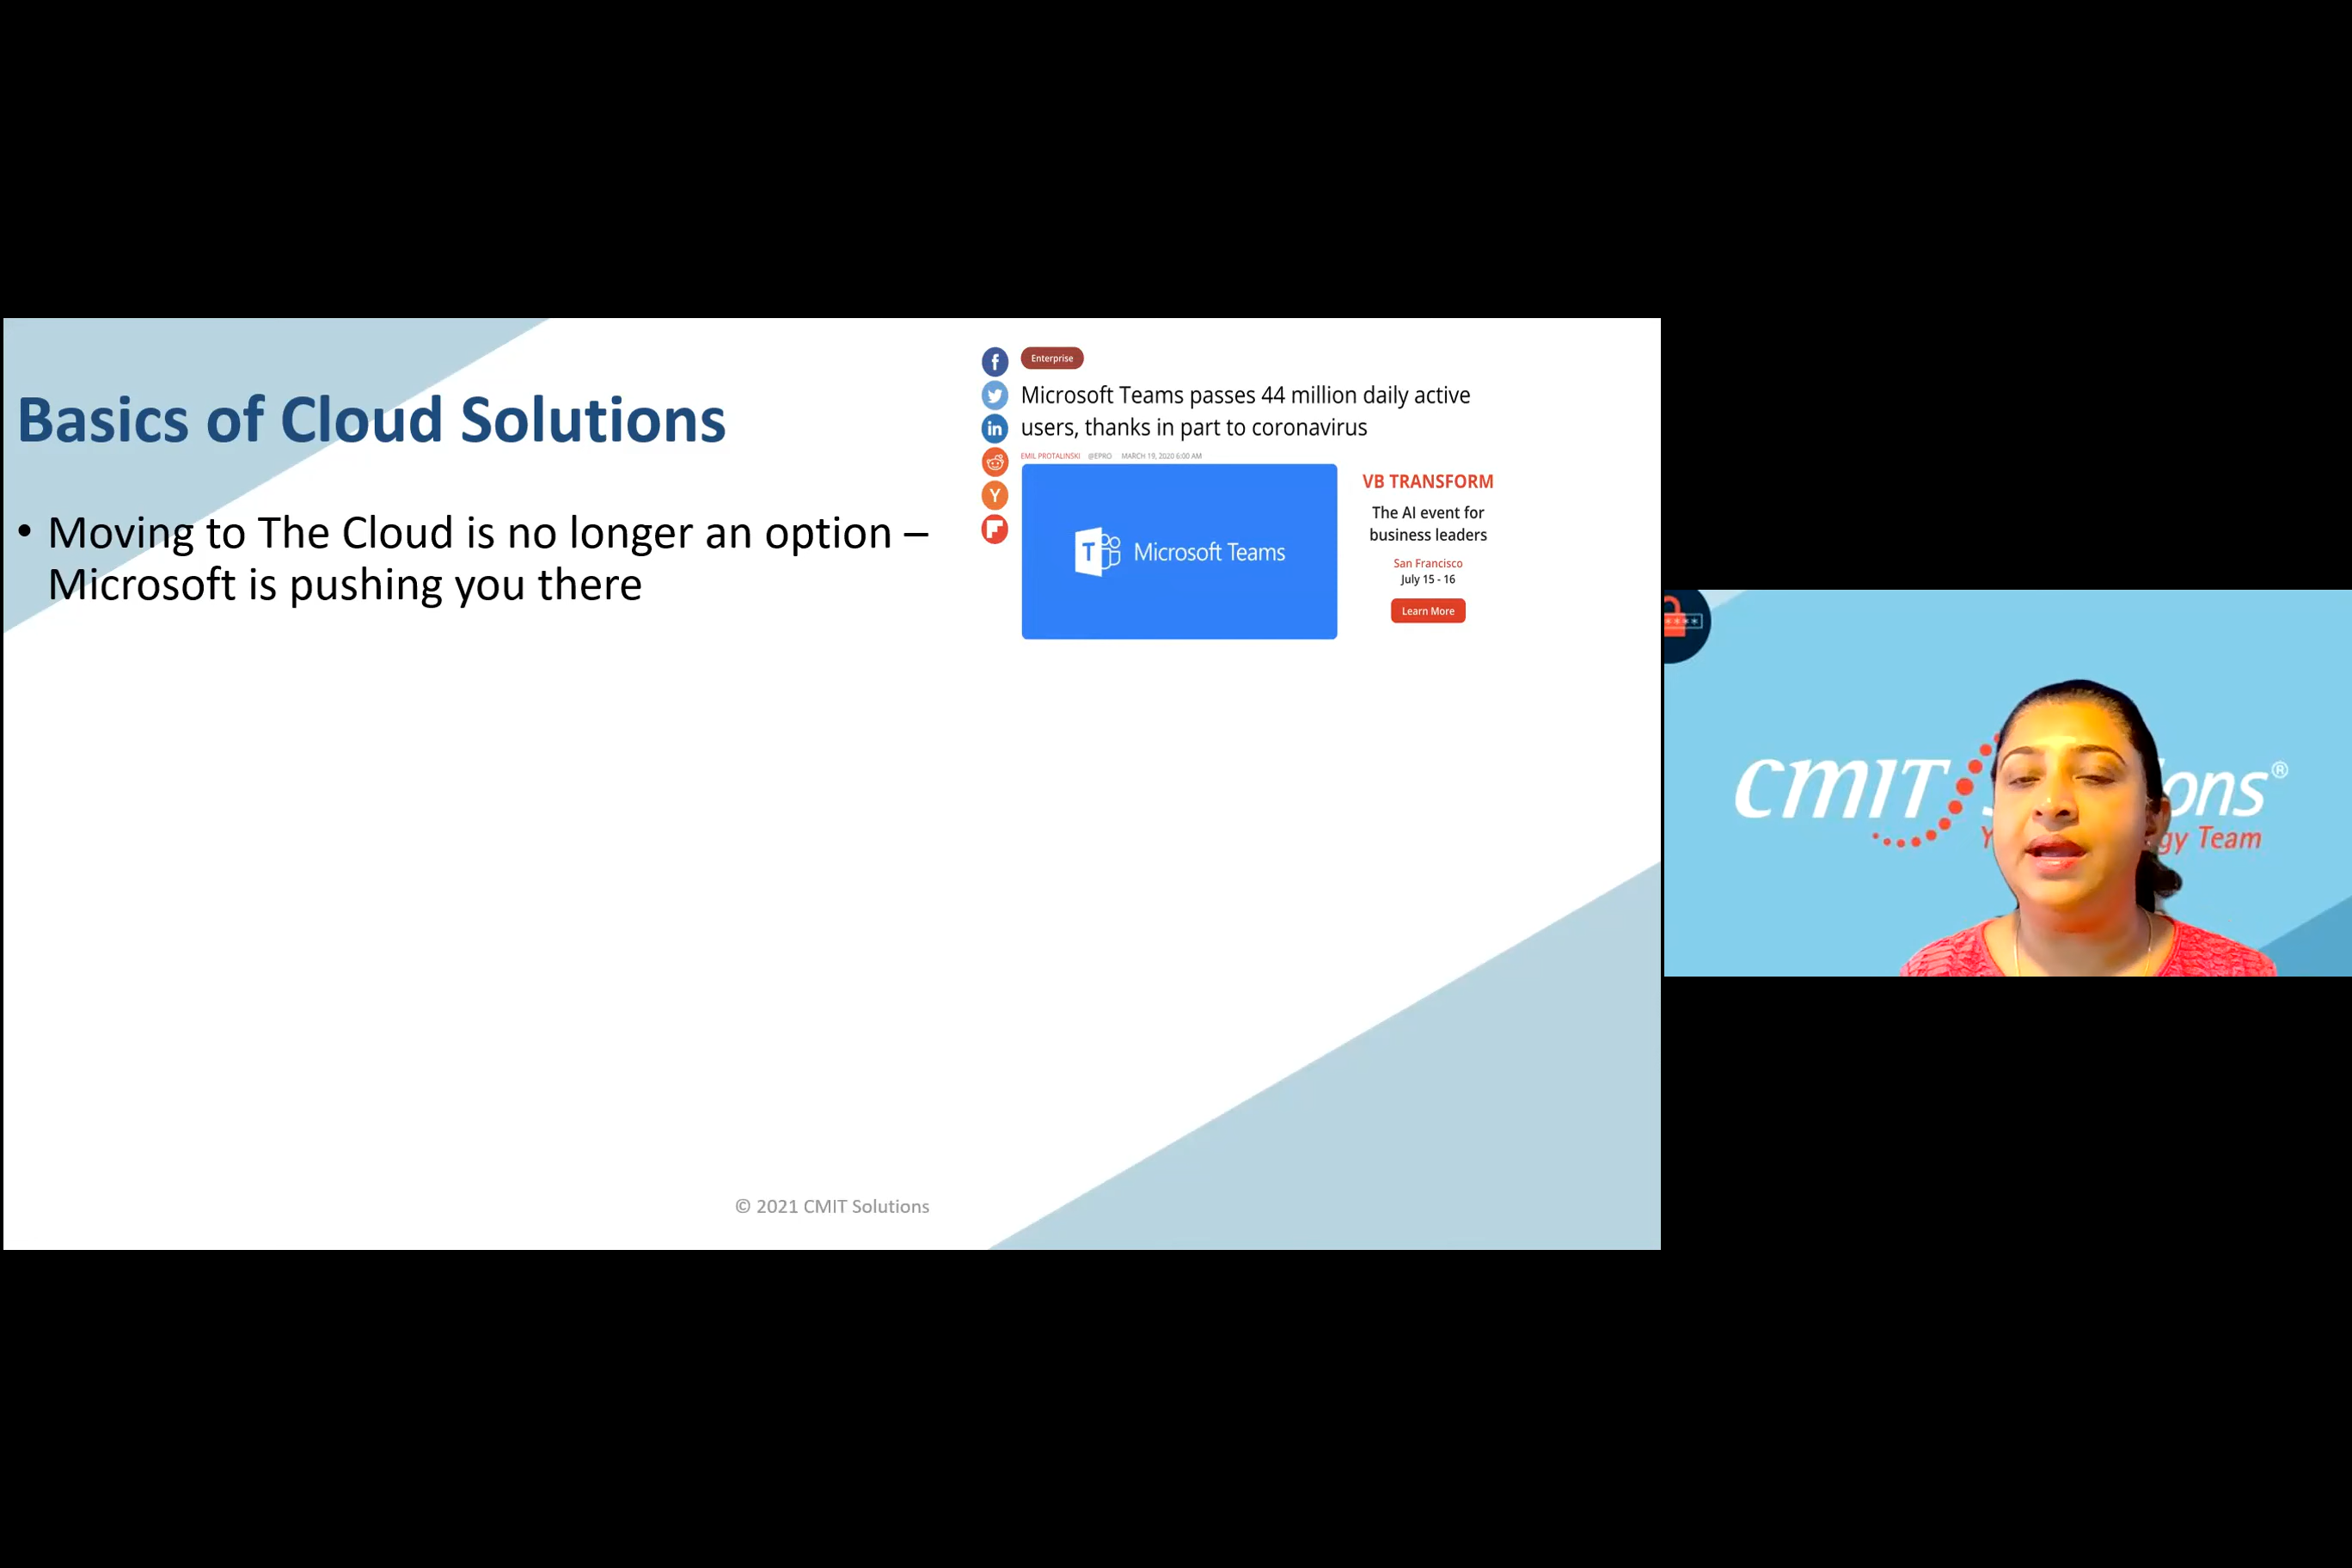 Basics of Cloud Solutions
• Moving to The Cloud is no longer an option –
Microsoft is pushing you there
Enterprise
Microsoft Teams passes 44 million daily active
users, thanks in part to coronavirus
EMIL PROTALINSKI @EPRO MARCH 19, 2020 6:00 AM
T
Microsoft Teams
VB TRANSFORM
The AI event for
business leaders
San Francisco
July 15 - 16
Learn More
© 2021 CMIT Solutions
****
CMIT S ons®
Y gy Team